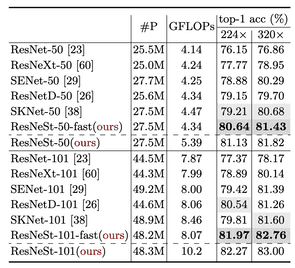 #P GFLOPs top-1 acc (%)
224× 320×
ResNet-50 [23] 25.5M 4.14 76.15 76.86
ResNeXt-50 [60] 25.0M 4.24 77.77 78.95
SENet-50 [29] 27.7M 4.25 78.88 80.29
ResNetD-50 [26] 25.6M 4.34 79.15 79.70
SKNet-50 [38] 27.5M 4.47 79.21 80.68
ResNeSt-50-fast(ours) 27.5M 4.34 80.64 81.43
ResNeSt-50(ours) 27.5M 5.39 81.13 81.82
ResNet-101 [23] 44.5M 7.87 77.37 78.17
ResNeXt-101 [60] 44.3M 7.99 78.89 80.14
SENet-101 [29] 49.2M 8.00 79.42 81.39
ResNetD-101 [26] 44.6M 8.06 80.54 81.26
SKNet-101 [38] 48.9M 8.46 79.81 81.60
ResNeSt-101-fast(ours) 48.2M 8.07 81.97 82.76
ResNeSt-101(ours) 48.3M 10.2 82.27 83.00